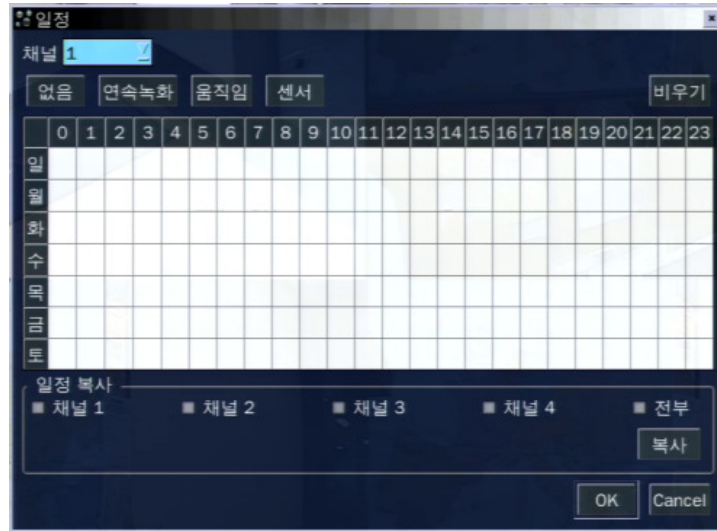 일정
채널 1
없음 연속녹화 움직임 센서 비우기
0 1 2 3 4 5 6 7 8 9 10 11 12 13 14 15 16 17 18 19 20 21 22 23
일
월
화
수
목
금
토
일정 복사
채널 1 채널 2 채널 3 채널 4 전부
복사
OK Cancel